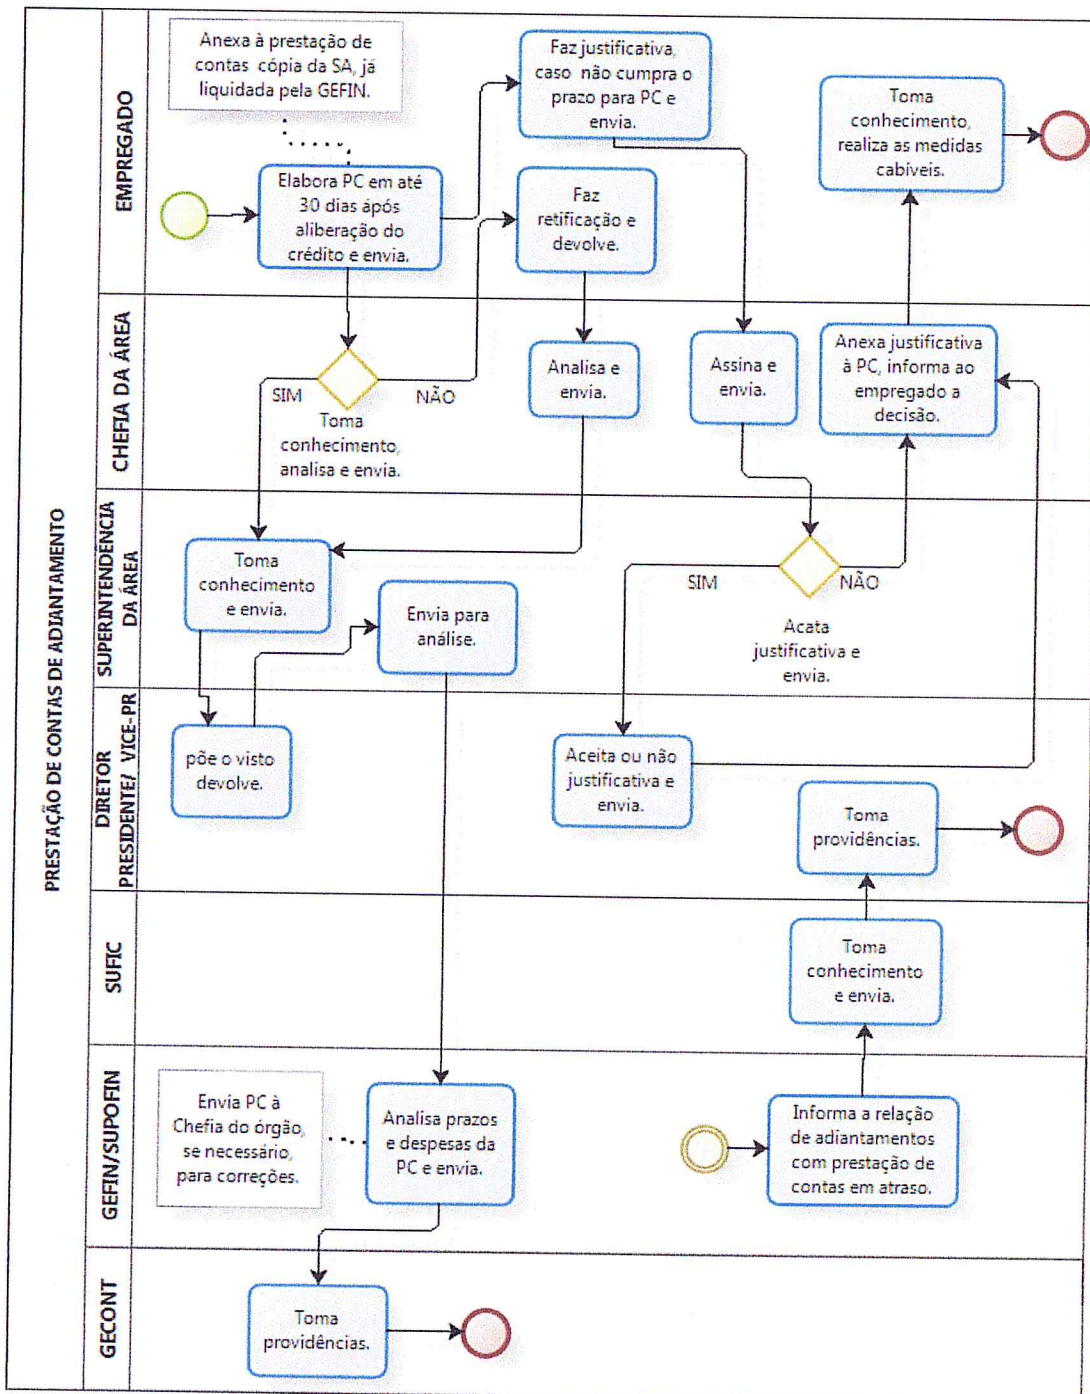 PRESTAÇÃO DE CONTAS DE ADIANTAMENTO
EMPREGADO
Anexa à prestação de
contas cópia da SA, já
liquidada pela GEFIN.
Elabora PC em até
30 dias após
aliberação do
crédito e envia.
Faz justificativa,
caso não cumpra o
prazo para PC e
envia.
Faz
retificação e
devolve.
Toma
conhecimento,
realiza as medidas
cabíveis.
CHEFIA DA ÁREA
SIM
NÃO
Toma
conhecimento,
analisa e envia.
Analisa e
envia.
Assina e
envia.
Anexa justificativa
à PC, informa ao
empregado a
decisão.
SUPERINTENDENCIA
DA ÁREA
Toma
conhecimento
e envia.
Envia para
análise.
SIM
NÃO
Acata
justificativa e
envia.
DIRETOR
PRESIDENTE/ VICE-PR
põe o visto
devolve.
Aceita ou não
justificativa e
envia.
Toma
providências.
SUFIC
Toma
conhecimento
e envia.
GEFIN/SUPOFIN
Envia PC à
Chefia do órgão,
se necessário,
para correções.
Analisa prazos
e despesas da
PC e envia.
Informa a relação
de adiantamentos
com prestação de
contas em atraso.
GECONT
Toma
providências.